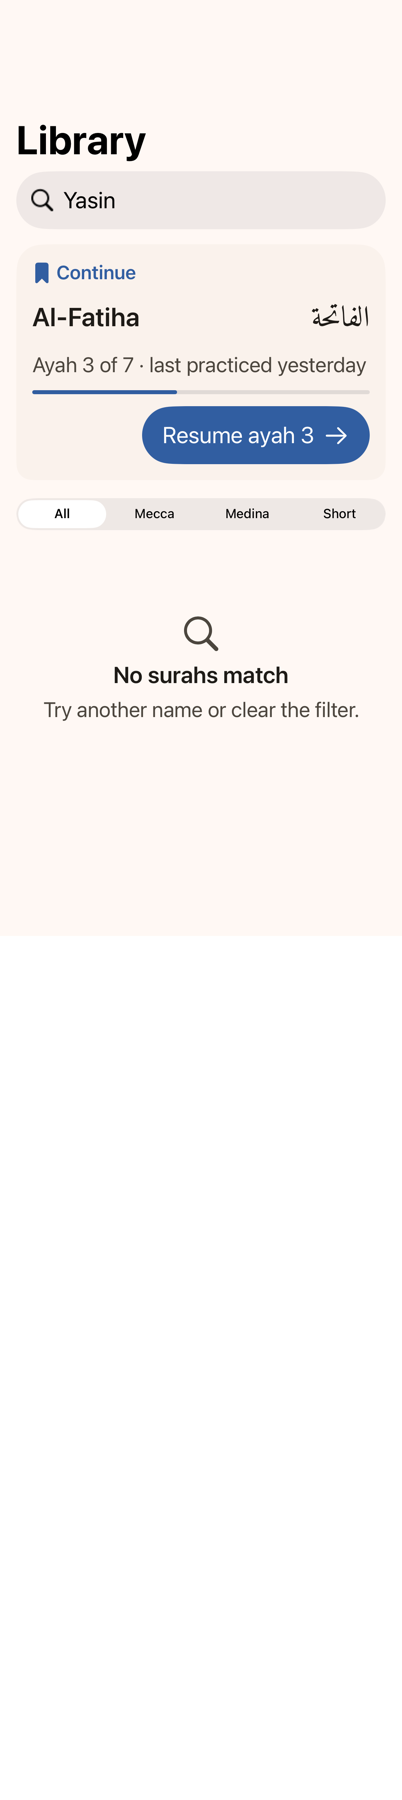 Library
Yasin
Continue
Al-Fatiha الفاتحة
Ayah 3 of 7 · last practiced yesterday
Resume ayah 3 →
All Mecca Medina Short
No surahs match
Try another name or clear the filter.